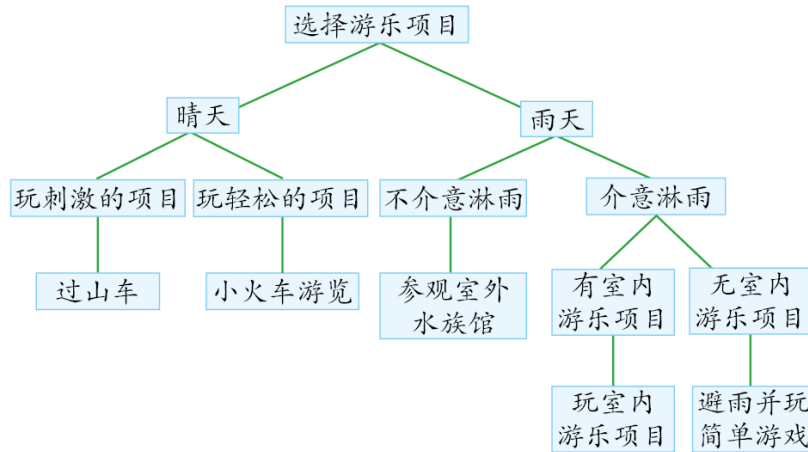 选择游乐项目
晴天
雨天
玩刺激的项目
玩轻松的项目
不介意淋雨
介意淋雨
过山车
小火车游览
参观室外
水族馆
有室内
游乐项目
无室内
游乐项目
玩室内
游乐项目
避雨并玩
简单游戏